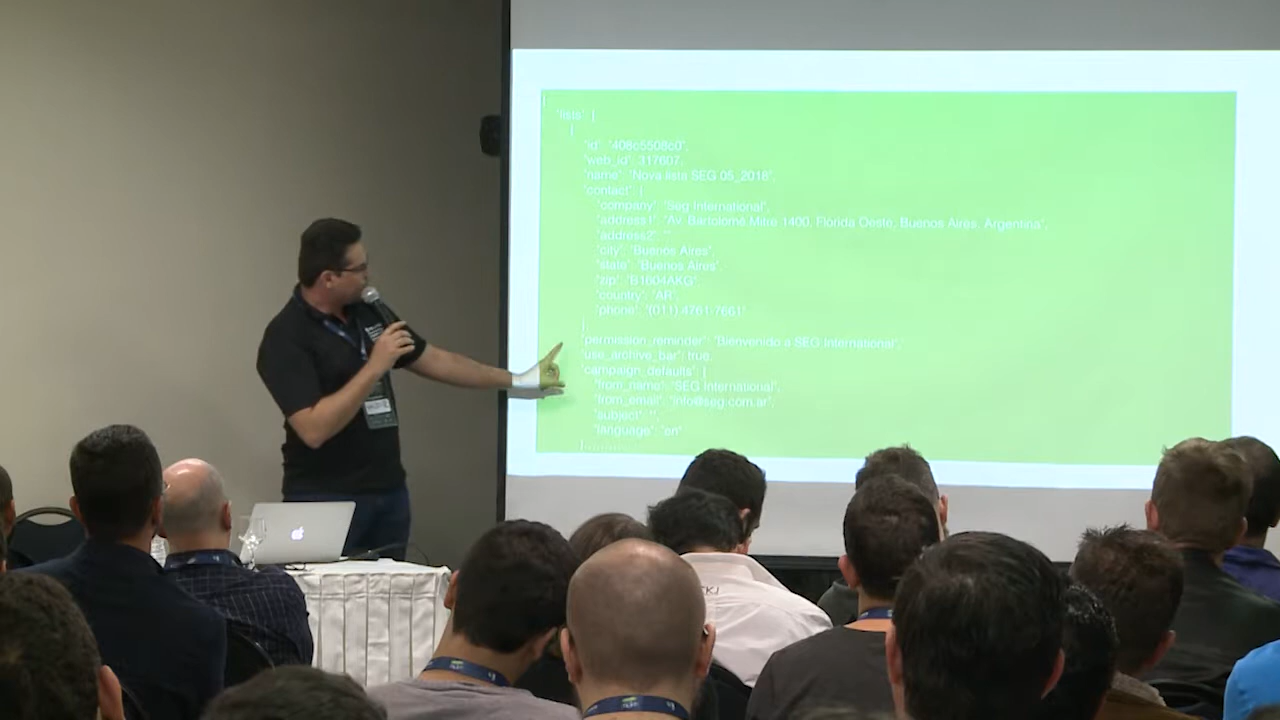 {
"lists": [
{
"id": "408c5508c0",
"web_id": 317607,
"name": "Nova lista SEG 05_2018",
"contact": {
"company": "Seg International",
"address1": "Av. Bartolomé Mitre 1400, Florida Oeste, Buenos Aires, Argentina",
"address2": "",
"city": "Buenos Aires",
"state": "Buenos Aires",
"zip": "B1604AKG",
"country": "AR",
"phone": "(011) 4761-7661"
"permission_reminder": "Bienvenido a SEG International",
"use_archive_bar": true,
"campaign_defaults": {
"from_name": "SEG International",
"from_email": "info@seg.com.ar",
"subject": "",
"language": "en"
},